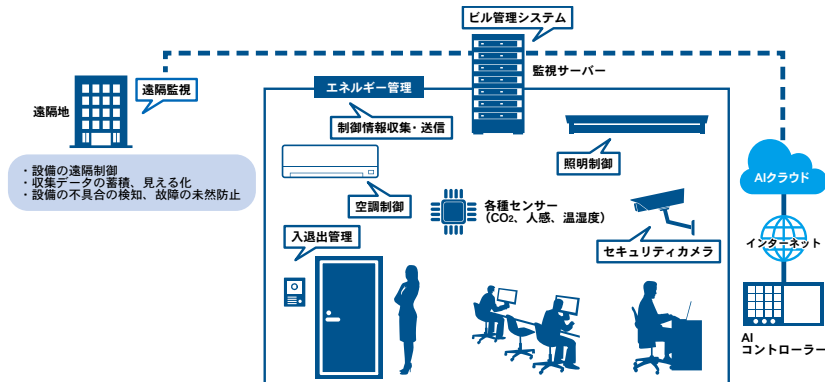 ビル管理システム
監視サーバー
遠隔監視
遠隔地
・設備の遠隔制御
・収集データの蓄積、見える化
・設備の不具合の検知、故障の未然防止
エネルギー管理
制御情報収集・送信
照明制御
空調制御
各種センサー
（CO2、人感、温湿度）
入退出管理
セキュリティカメラ
AIクラウド
インターネット
AI
コントローラー